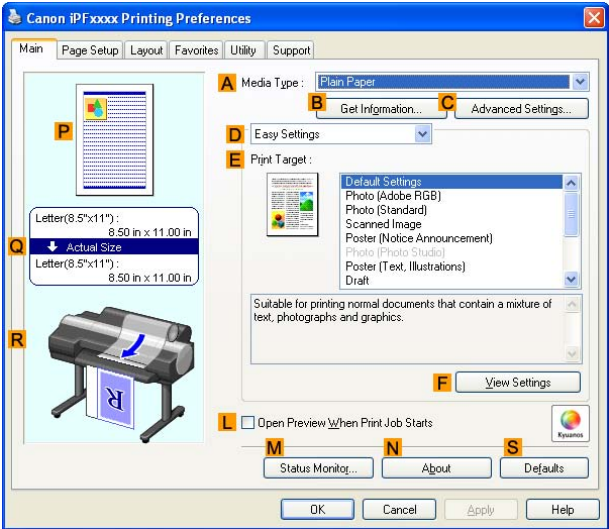 Canon iPFxxxx Printing Preferences
Main Page Setup Layout Favorites Utility Support
A Media Type : Plain Paper
B Get Information... C Advanced Settings...
D Easy Settings
E Print Target :
Default Settings
Photo (Adobe RGB)
Photo (Standard)
Scanned Image
Poster (Notice Announcement)
Photo (Photo Studio)
Poster (Text, Illustrations)
Draft
Suitable for printing normal documents that contain a mixture of
text, photographs and graphics.
F View Settings
P
Letter(8.5"x11") :
8.50 in x 11.00 in
Q Actual Size
Letter(8.5"x11") :
8.50 in x 11.00 in
R
R
L Open Preview When Print Job Starts
Kyuanos
M N S
Status Monitor... About Defaults
OK Cancel Apply Help